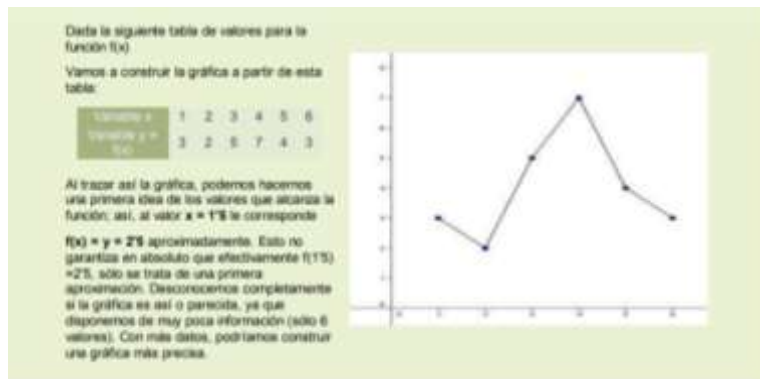 Dada la siguiente tabla de valores para la
función f(x)
Vamos a construir la gráfica a partir de esta
tabla:
Variable x 1 2 3 4 5 6
Variable y =
f(x) 3 2 5 7 4 3
Al trazar así la gráfica, podemos hacernos
una primera idea de los valores que alcanza la
función; así, al valor x = 1'5 le corresponde
f(x) = y = 2'5 aproximadamente. Esto no
garantiza en absoluto que efectivamente f(1'5)
=2'5, sólo se trata de una primera
aproximación. Desconocemos completamente
si la gráfica es así o parecida, ya que
disponemos de muy poca información (sólo 6
valores). Con más datos, podríamos construir
una gráfica más precisa.